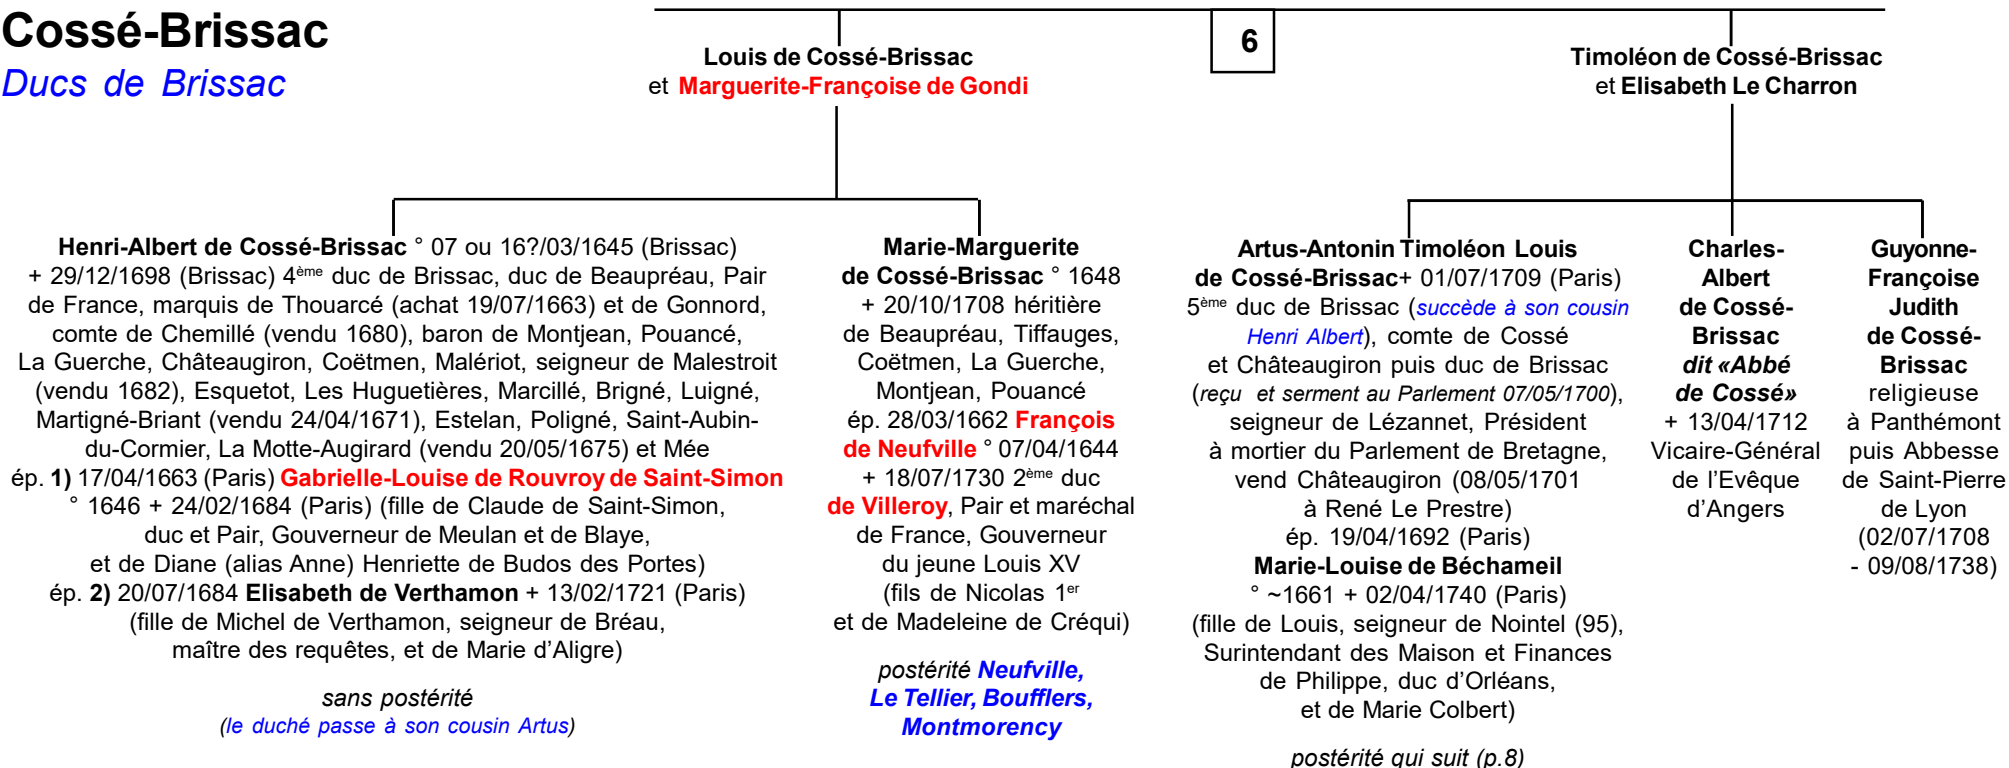 Cossé-Brissac
Ducs de Brissac
6
Louis de Cossé-Brissac
et Marguerite-Françoise de Gondi
Timoléon de Cossé-Brissac
et Elisabeth Le Charron
Henri-Albert de Cossé-Brissac ° 07 ou 16?/03/1645 (Brissac)
+ 29/12/1698 (Brissac) 4ème duc de Brissac, duc de Beaupréau, Pair
de France, marquis de Thouarcé (achat 19/07/1663) et de Gonnord,
comte de Chemillé (vendu 1680), baron de Montjean, Pouancé,
La Guerche, Châteaugiron, Coëtmen, Malériot, seigneur de Malestroit
(vendu 1682), Esquetot, Les Huguetières, Marcillé, Brigné, Luigné,
Martigné-Briant (vendu 24/04/1671), Estelan, Poligné, Saint-Aubin-
du-Cormier, La Motte-Augirard (vendu 20/05/1675) et Mée
ép. 1) 17/04/1663 (Paris) Gabrielle-Louise de Rouvroy de Saint-Simon
° 1646 + 24/02/1684 (Paris) (fille de Claude de Saint-Simon,
duc et Pair, Gouverneur de Meulan et de Blaye,
et de Diane (alias Anne) Henriette de Budos des Portes)
ép. 2) 20/07/1684 Elisabeth de Verthamon + 13/02/1721 (Paris)
(fille de Michel de Verthamon, seigneur de Bréau,
maître des requêtes, et de Marie d'Aligre)
sans postérité
(le duché passe à son cousin Artus)
Marie-Marguerite
de Cossé-Brissac ° 1648
+ 20/10/1708 héritière
de Beaupréau, Tiffauges,
Coëtmen, La Guerche,
Montjean, Pouancé
ép. 28/03/1662 François
de Neufville ° 07/04/1644
+ 18/07/1730 2ème duc
de Villeroy, Pair et maréchal
de France, Gouverneur
du jeune Louis XV
(fils de Nicolas 1er
et de Madeleine de Créqui)
postérité Neufville,
Le Tellier, Boufflers,
Montmorency
Artus-Antonin Timoléon Louis
de Cossé-Brissac+ 01/07/1709 (Paris)
5ème duc de Brissac (succède à son cousin
Henri Albert), comte de Cossé
et Châteaugiron puis duc de Brissac
(reçu et serment au Parlement 07/05/1700),
seigneur de Lézannet, Président
à mortier du Parlement de Bretagne,
vend Châteaugiron (08/05/1701
à René Le Prestre)
ép. 19/04/1692 (Paris)
Marie-Louise de Béchameil
° ~1661 + 02/04/1740 (Paris)
(fille de Louis, seigneur de Nointel (95),
Surintendant des Maison et Finances
de Philippe, duc d'Orléans,
et de Marie Colbert)
postérité qui suit (p.8)
Charles-
Albert
de Cossé-
Brissac
dit «Abbé
de Cossé»
+ 13/04/1712
Vicaire-Général
de l'Evêque
d'Angers
Guyonne-
Françoise
Judith
de Cossé-
Brissac
religieuse
à Panthémont
puis Abbesse
de Saint-Pierre
de Lyon
(02/07/1708
- 09/08/1738)